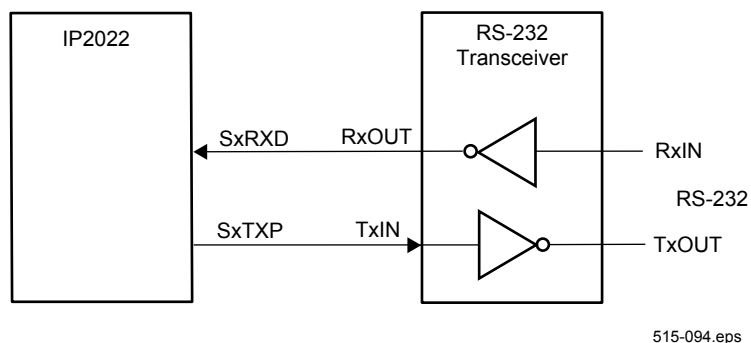 IP2022
RS-232
Transceiver
SxRXD
RxOUT
RxIN
RS-232
SxTXP
TxIN
TxOUT
515-094.eps